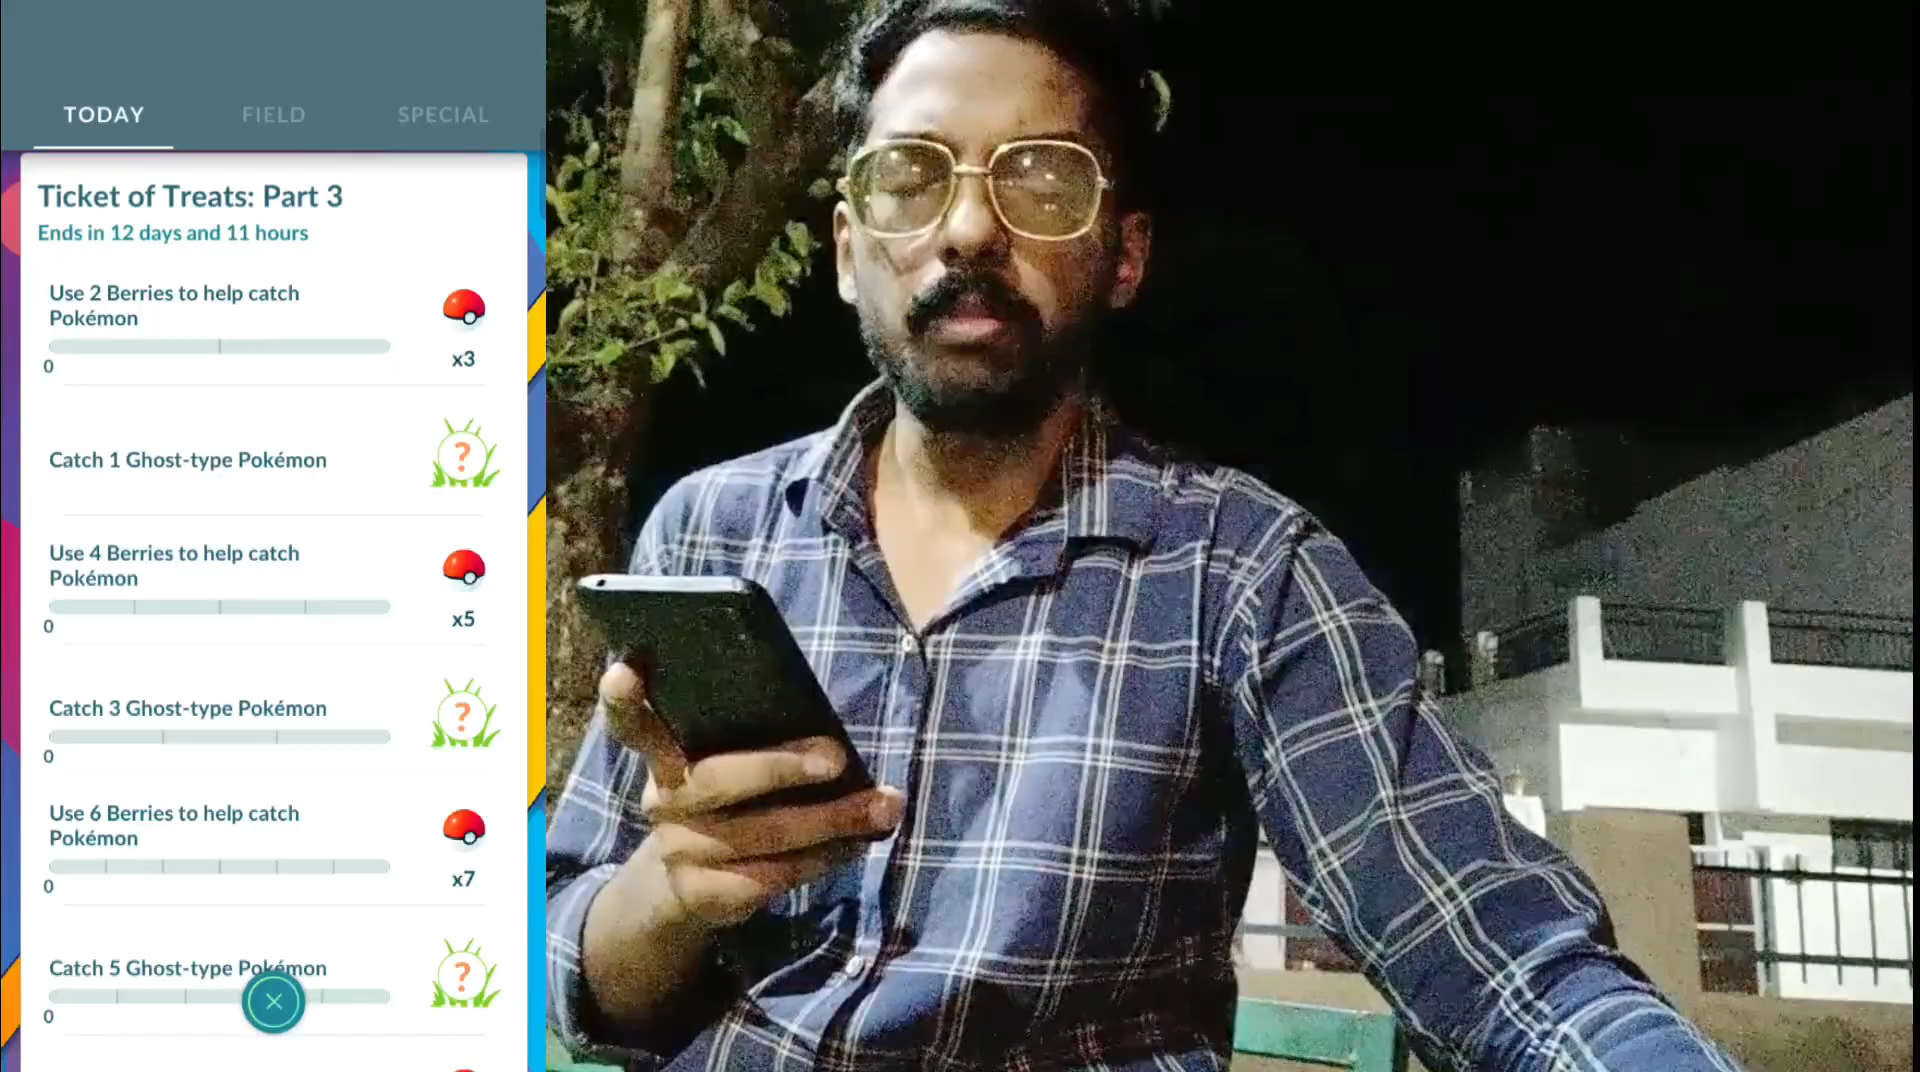 TODAY
FIELD
SPECIAL
Ticket of Treats: Part 3
Ends in 12 days and 11 hours
Use 2 Berries to help catch
Pokémon
0
x3
Catch 1 Ghost-type Pokémon
?
Use 4 Berries to help catch
Pokémon
0
x5
Catch 3 Ghost-type Pokémon
?
0
Use 6 Berries to help catch
Pokémon
0
x7
Catch 5 Ghost-type Pokémon
?
0